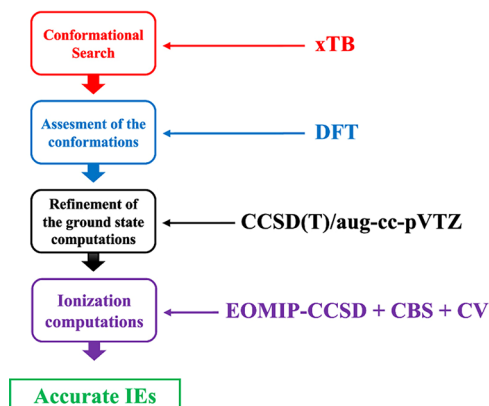 Conformational
Search
xTB
Assesment of the
conformations
DFT
Refinement of
the ground state
computations
CCSD(T)/aug-cc-pVTZ
Ionization
computations
EOMIP-CCSD + CBS + CV
Accurate IEs